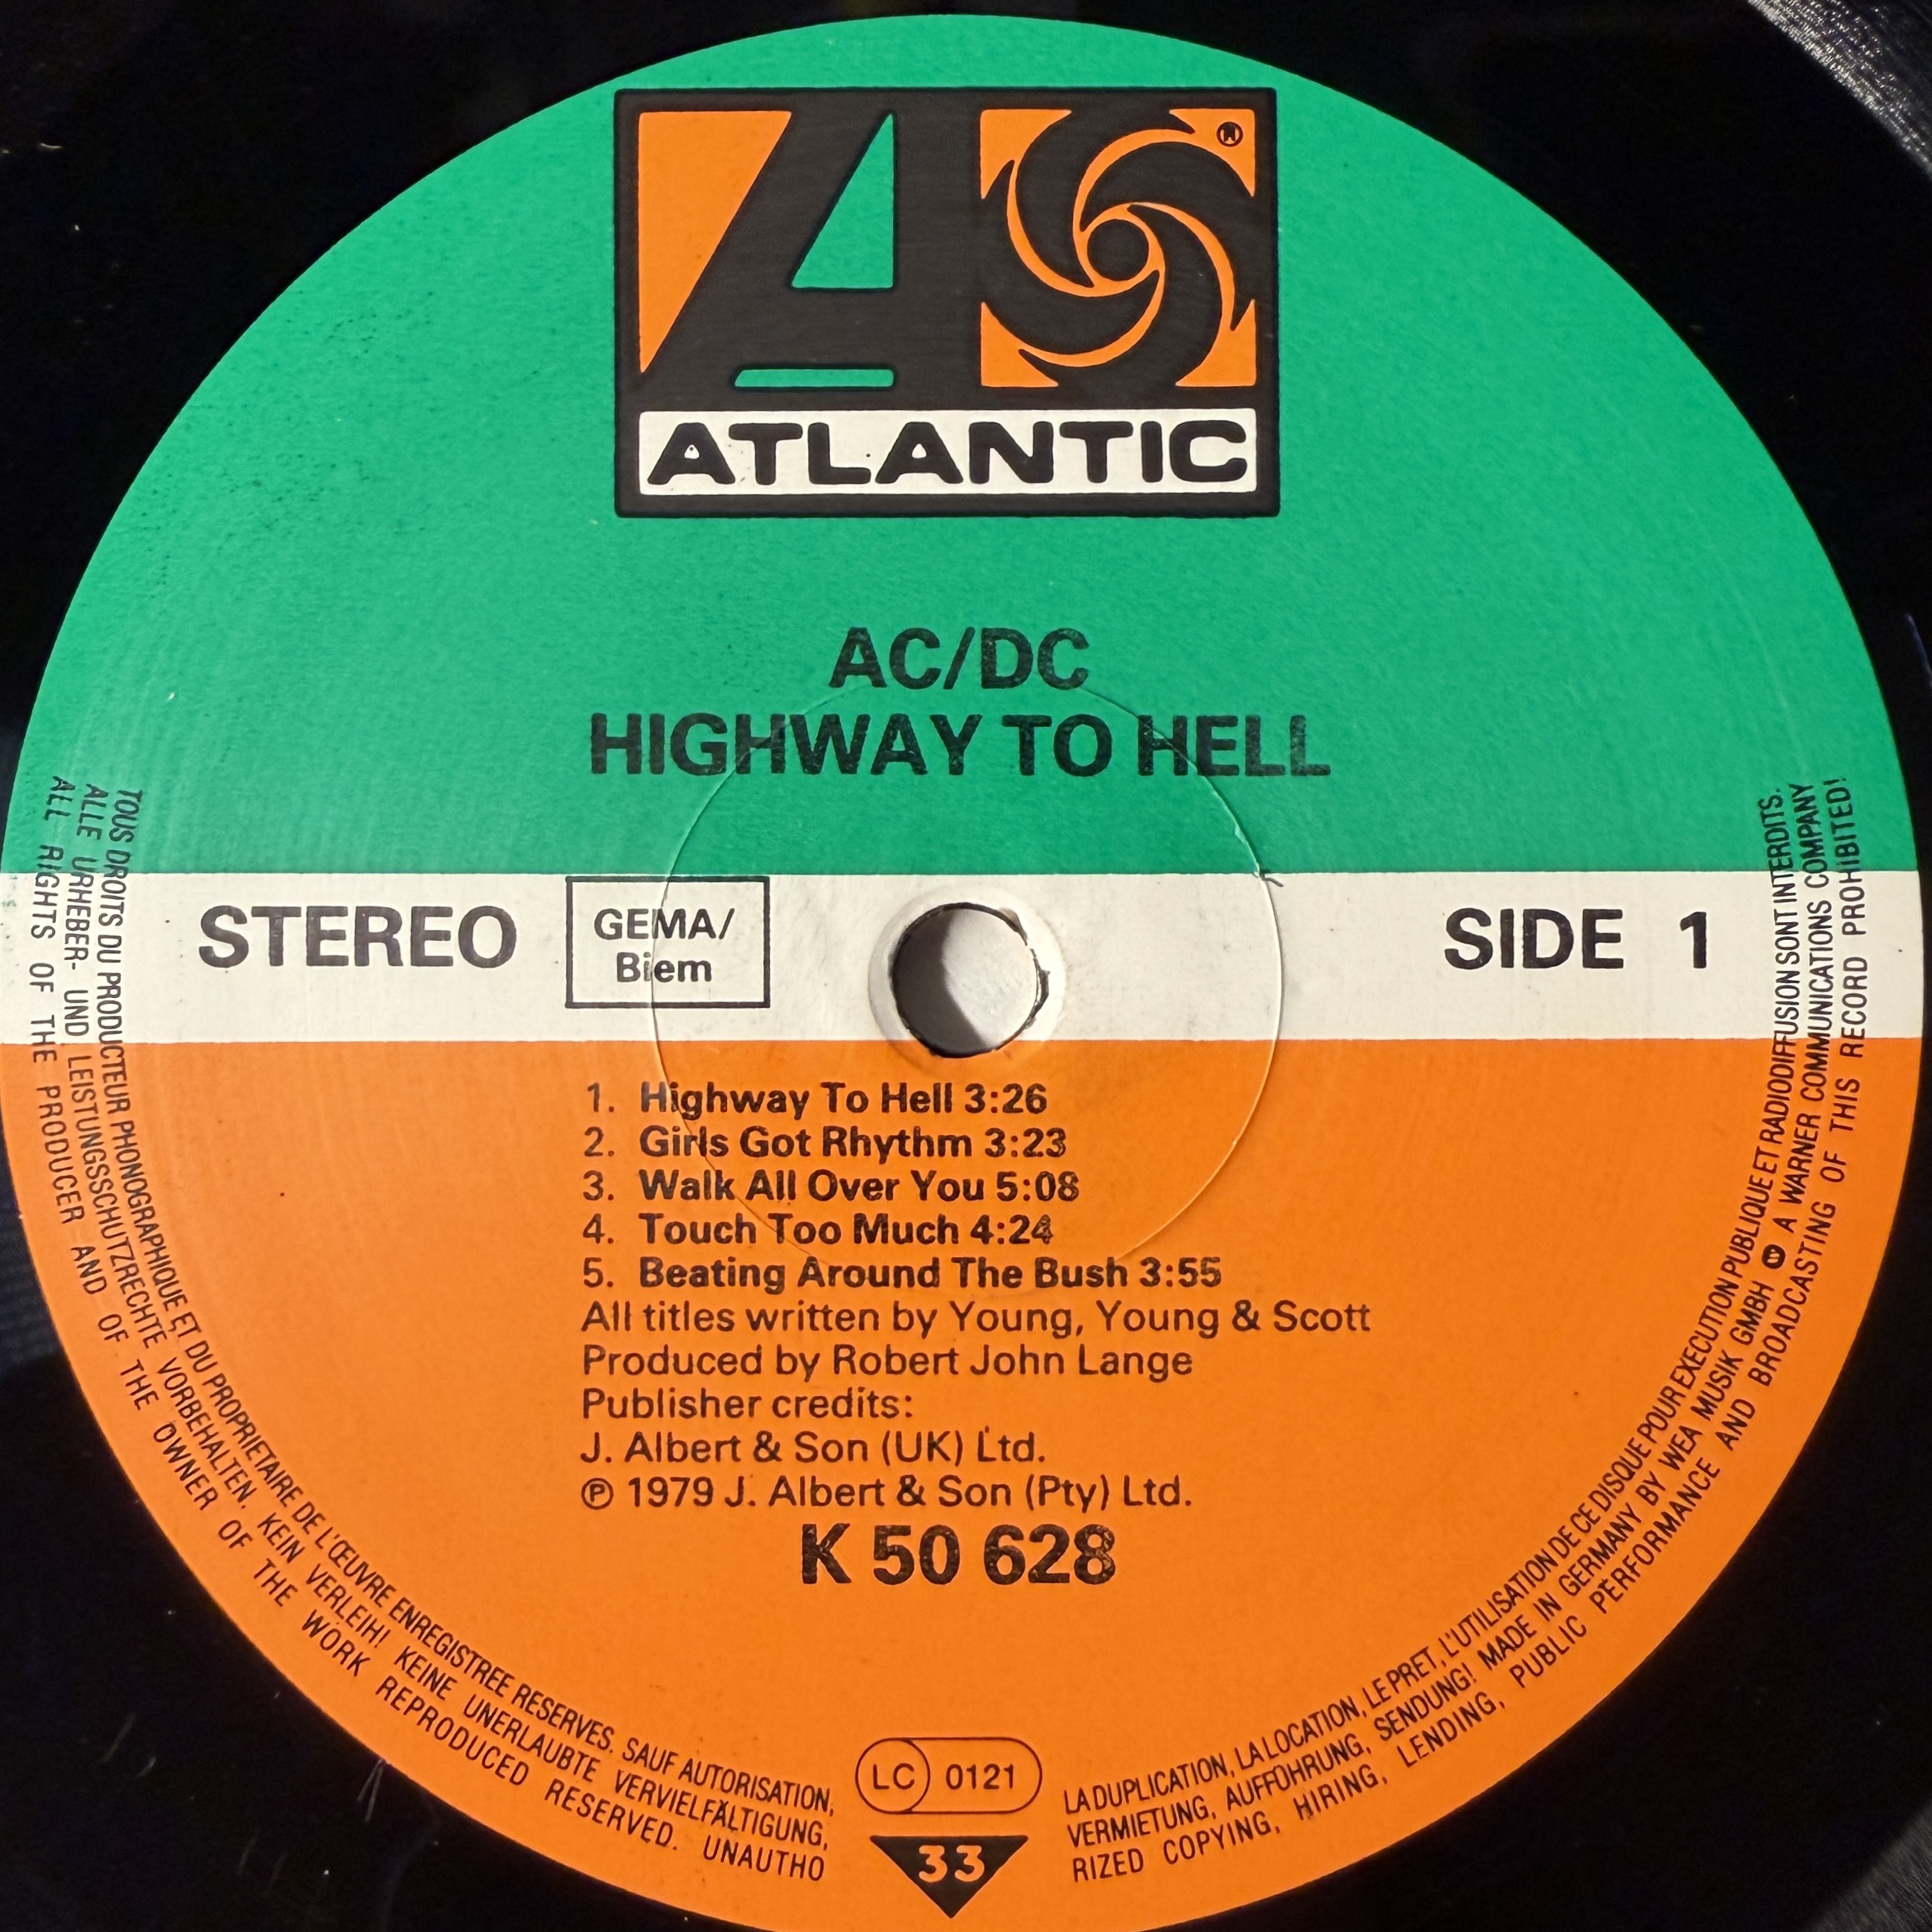 ATLANTIC
AC/DC
HIGHWAY TO HELL
STEREO
GEMA/
Biem
SIDE 1
1. Highway To Hell 3:26
2. Girls Got Rhythm 3:23
3. Walk All Over You 5:08
4. Touch Too Much 4:24
5. Beating Around The Bush 3:55
All titles written by Young, Young & Scott
Produced by Robert John Lange
Publisher credits:
J. Albert & Son (UK) Ltd.
℗ 1979 J. Albert & Son (Pty) Ltd.
K 50 628
LC 0121
33
TOUS DROITS DU PRODUCTEUR PHONOGRAPHIQUE ET DU PROPRIETAIRE DE L'ŒUVRE ENREGISTREE RESERVES. SAUF AUTORISATION, LA DUPLICATION, LA LOCATION, LE PRET, L'UTILISATION DE CE DISQUE POUR EXECUTION PUBLIQUE ET RADIODIFFUSION SONT INTERDITS.
ALLE URHEBER- UND LEISTUNGSSCHUTZRECHTE VORBEHALTEN. KEIN VERLEIH! KEINE UNERLAUBTE VERVIELFÄLTIGUNG, VERMIETUNG, AUFFÜHRUNG, SENDUNG! MADE IN GERMANY BY WEA MUSIK GMBH A WARNER COMMUNICATIONS COMPANY
ALL RIGHTS OF THE PRODUCER AND OF THE OWNER OF THE WORK REPRODUCED RESERVED. UNAUTHO RIZED COPYING, HIRING, LENDING, PUBLIC PERFORMANCE AND BROADCASTING OF THIS RECORD PROHIBITED!